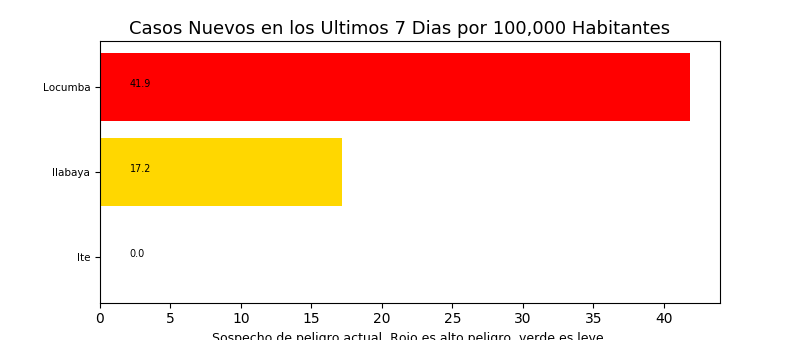 Casos Nuevos en los Ultimos 7 Dias por 100,000 Habitantes
Locumba
41.9
Ilabaya
17.2
Ite
0.0
0 5 10 15 20 25 30 35 40
Sospecho de peligro actual. Rojo es alto peligro, verde es leve